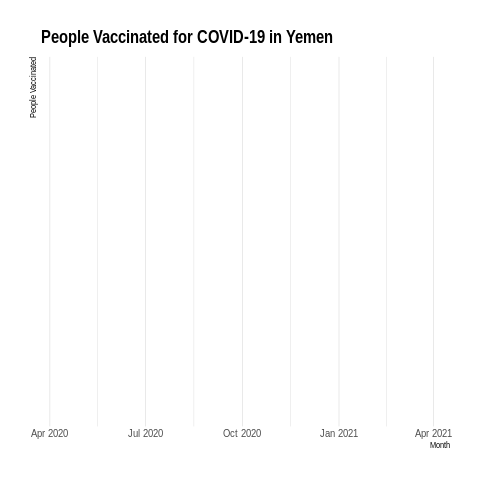 People Vaccinated for COVID-19 in Yemen
People Vaccinated
Apr 2020
Jul 2020
Oct 2020
Jan 2021
Apr 2021
Month